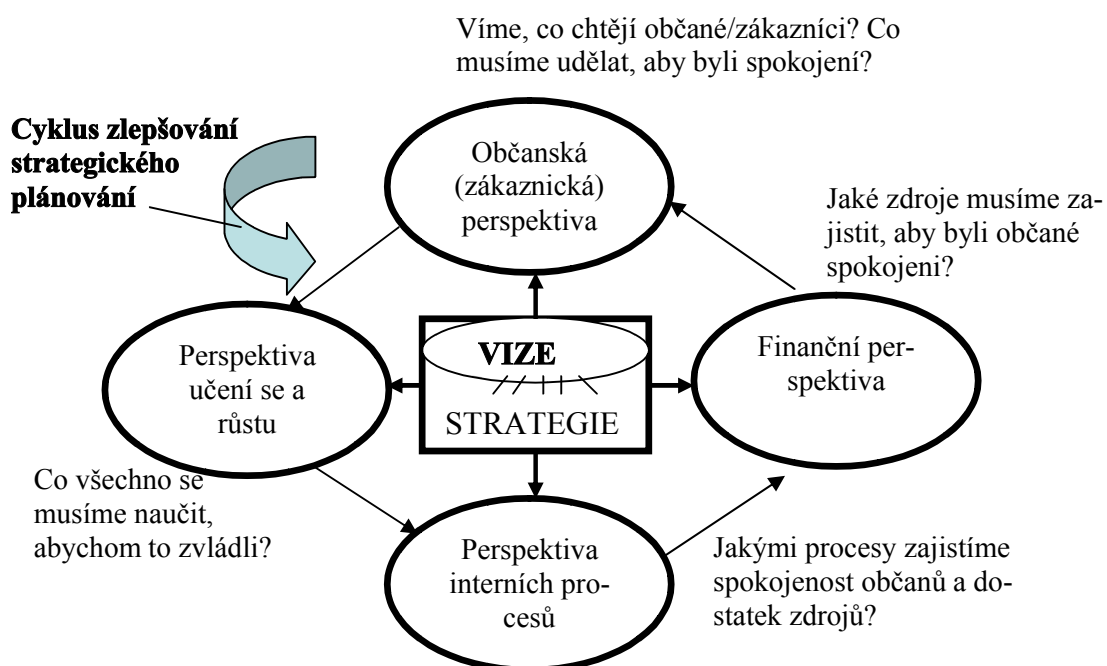 Víme, co chtějí občané/zákazníci? Co
musíme udělat, aby byli spokojení?
Cyklus zlepšování
strategického
plánování
Občanská
(zákaznická)
perspektiva
Jaké zdroje musíme za-
jistit, aby byli občané
spokojeni?
Perspektiva
učení se a
růstu
VIZE
STRATEGIE
Finanční per-
spektiva
Co všechno se
musíme naučit,
abychom to zvládli?
Perspektiva
interních pro-
cesů
Jakými procesy zajistíme
spokojenost občanů a do-
statek zdrojů?